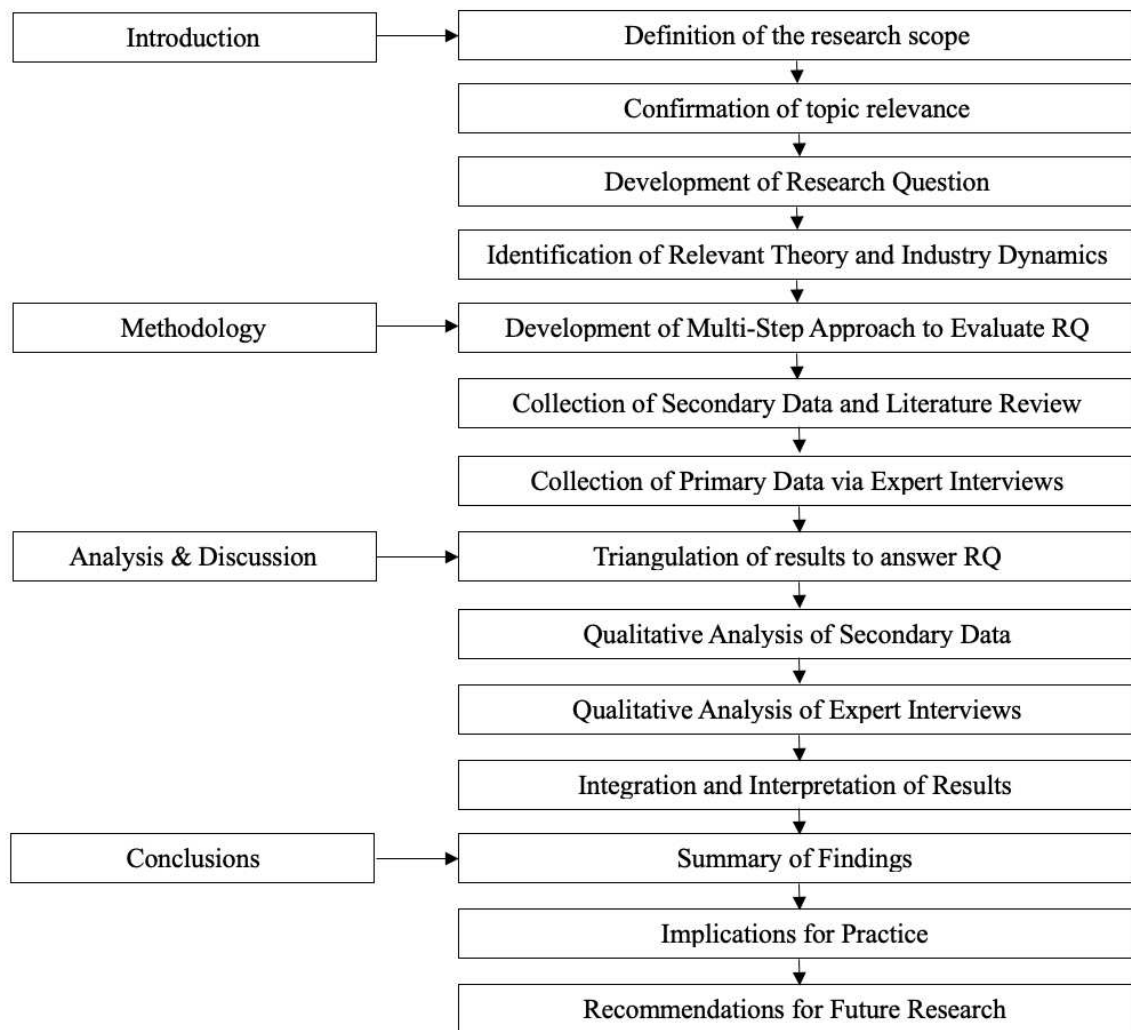 Introduction
Definition of the research scope
Confirmation of topic relevance
Development of Research Question
Identification of Relevant Theory and Industry Dynamics
Methodology
Development of Multi-Step Approach to Evaluate RQ
Collection of Secondary Data and Literature Review
Collection of Primary Data via Expert Interviews
Analysis & Discussion
Triangulation of results to answer RQ
Qualitative Analysis of Secondary Data
Qualitative Analysis of Expert Interviews
Integration and Interpretation of Results
Conclusions
Summary of Findings
Implications for Practice
Recommendations for Future Research